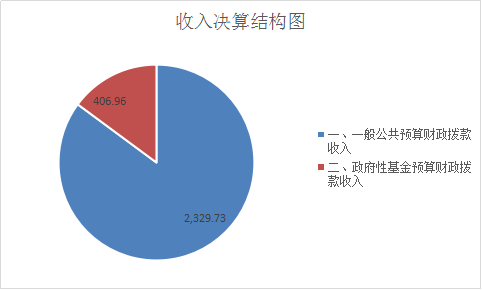 收入决算结构图
406.96
2,329.73
一、一般公共预算财政拨款
收入
二、政府性基金预算财政拨
款收入